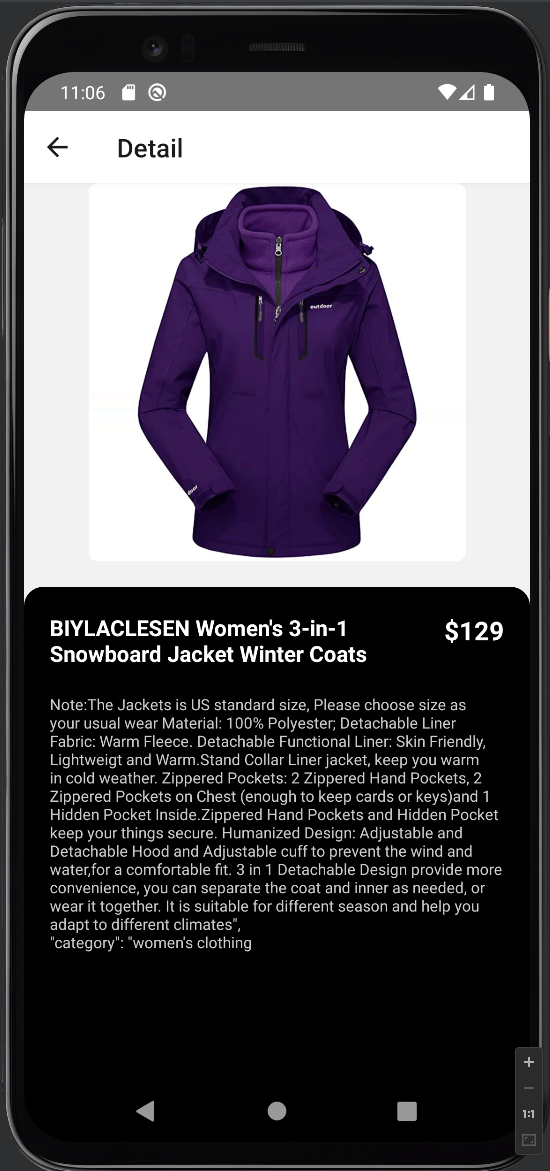 11:06
Detail
outdoor
BIYLACLESEN Women's 3-in-1
Snowboard Jacket Winter Coats
$129
Note:The Jackets is US standard size, Please choose size as
your usual wear Material: 100% Polyester; Detachable Liner
Fabric: Warm Fleece. Detachable Functional Liner: Skin Friendly,
Lightweigt and Warm.Stand Collar Liner jacket, keep you warm
in cold weather. Zippered Pockets: 2 Zippered Hand Pockets, 2
Zippered Pockets on Chest (enough to keep cards or keys)and 1
Hidden Pocket Inside.Zippered Hand Pockets and Hidden Pocket
keep your things secure. Humanized Design: Adjustable and
Detachable Hood and Adjustable cuff to prevent the wind and
water,for a comfortable fit. 3 in 1 Detachable Design provide more
convenience, you can separate the coat and inner as needed, or
wear it together. It is suitable for different season and help you
adapt to different climates",
"category": "women's clothing
1:1